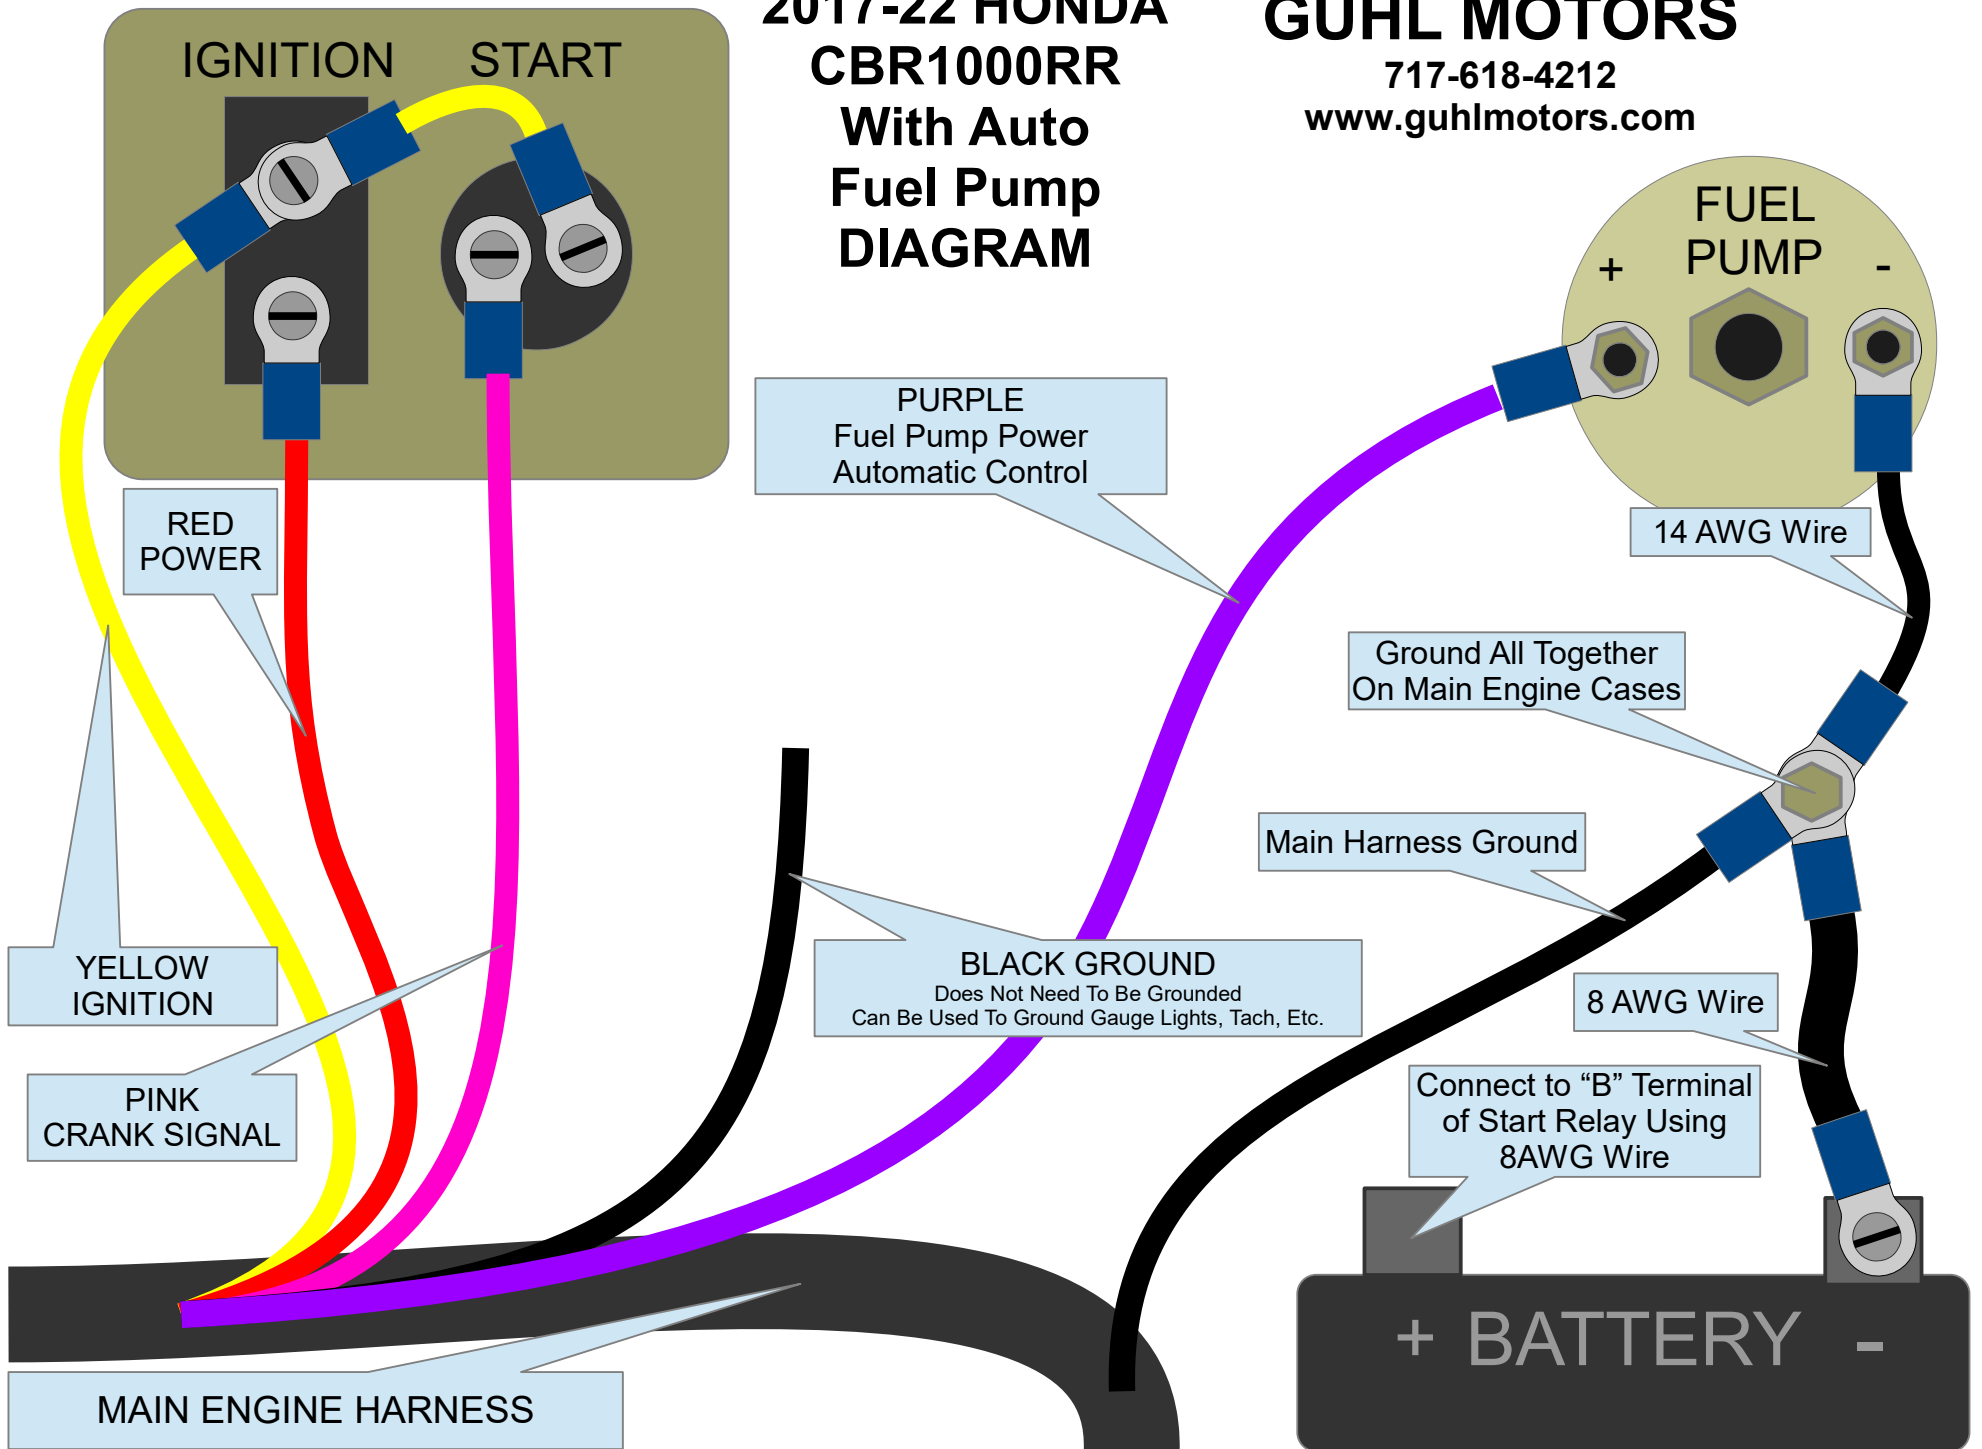 2017-22 HONDA
CBR1000RR
With Auto
Fuel Pump
DIAGRAM
GUHL MOTORS
717-618-4212
www.guhlmotors.com
IGNITION
START
FUEL
PUMP
+
-
PURPLE
Fuel Pump Power
Automatic Control
RED
POWER
14 AWG Wire
Ground All Together
On Main Engine Cases
Main Harness Ground
YELLOW
IGNITION
BLACK GROUND
Does Not Need To Be Grounded
Can Be Used To Ground Gauge Lights, Tach, Etc.
8 AWG Wire
PINK
CRANK SIGNAL
Connect to “B” Terminal
of Start Relay Using
8AWG Wire
+ BATTERY -
MAIN ENGINE HARNESS